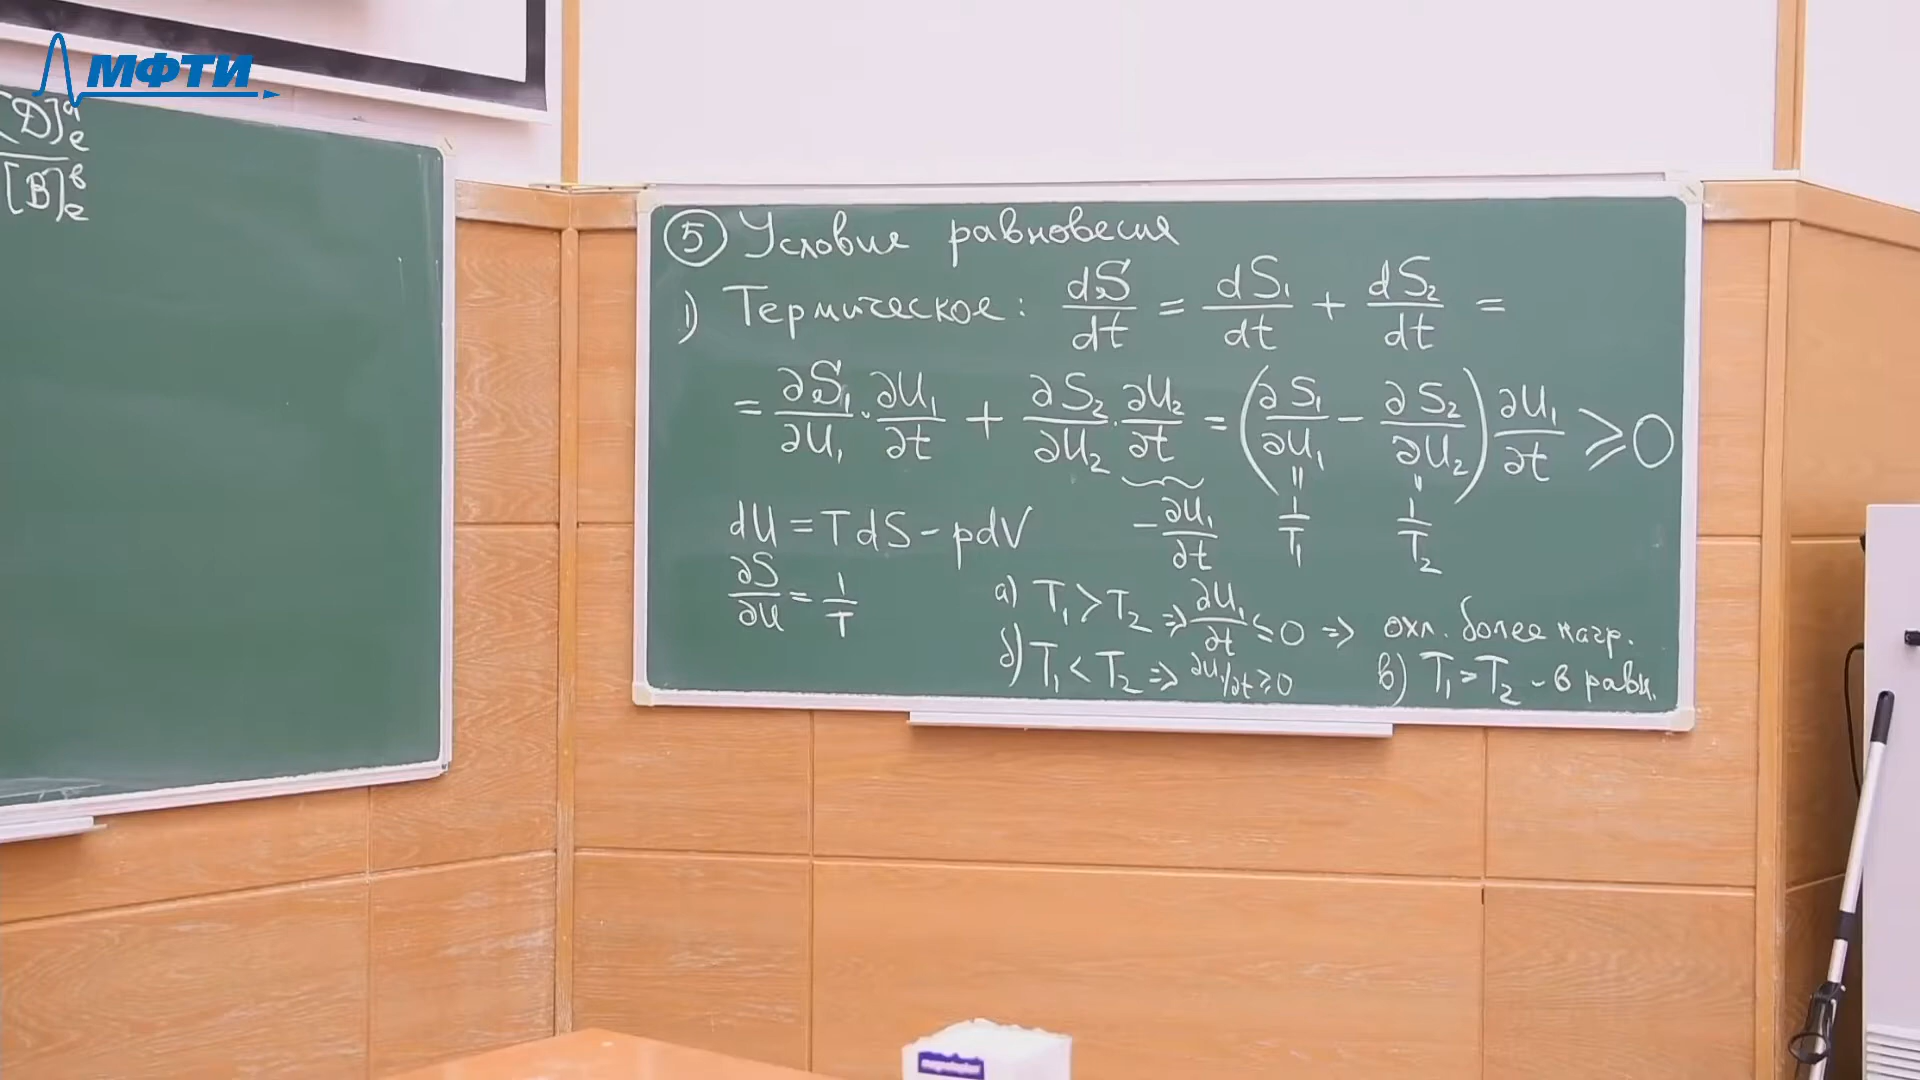 МФТИ
[D]ᵈₑ
[B]ᵇₑ
⑤ Условие равновесия
1) Термическое: dS/dt = dS₁/dt + dS₂/dt =
= ∂S₁/∂U₁ · ∂U₁/∂t + ∂S₂/∂U₂ · ∂U₂/∂t = (∂S₁/∂U₁ − ∂S₂/∂U₂) ∂U₁/∂t ⩾ 0
dU = TdS − pdV
−∂U₁/∂t
" 1/T₁
" 1/T₂
∂S/∂U = 1/T
а) T₁ > T₂ ⇒ ∂U₁/∂t ⩽ 0 ⇒ охл. более нагр.
б) T₁ < T₂ ⇒ ∂U₁/∂t ⩾ 0
в) T₁ = T₂ - в равн.